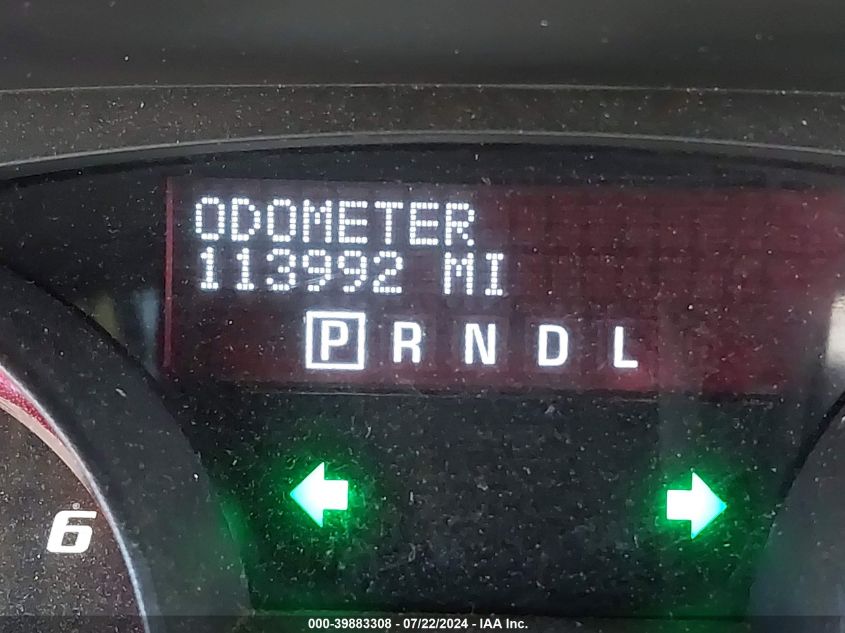 ODOMETER
113992 MI
P R N D L
6
000-39883308 - 07/22/2024 - IAA Inc.